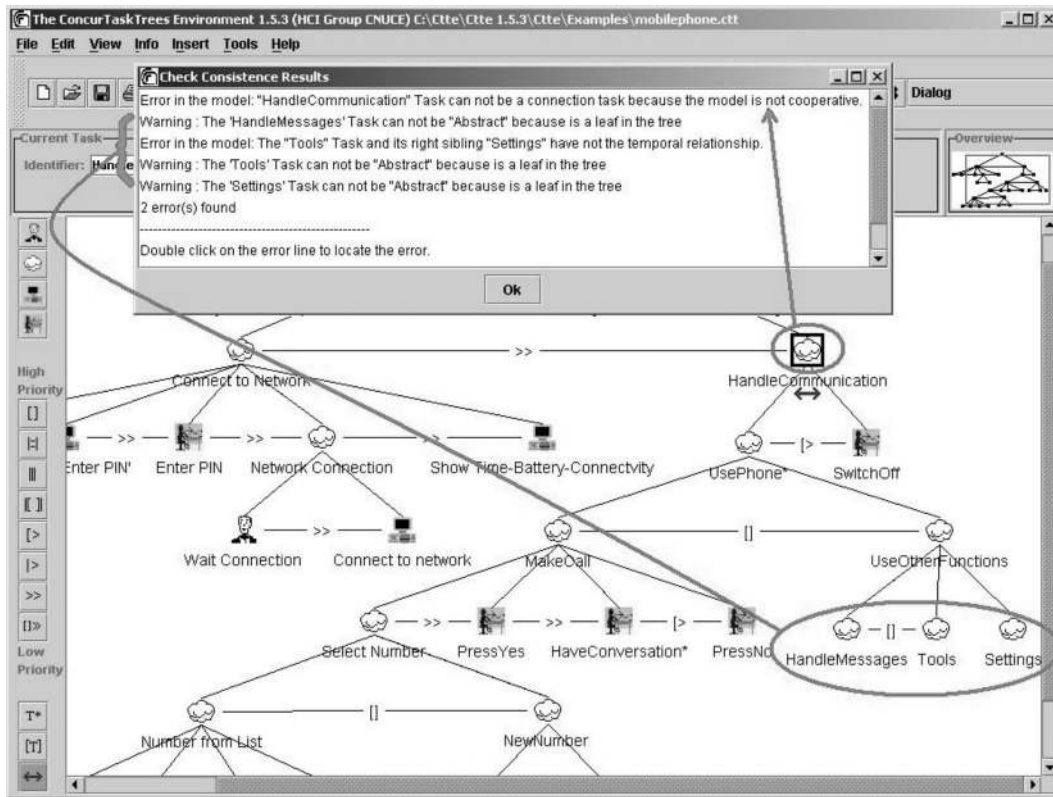 The ConcurTaskTrees Environment 1.5.3 (HCI Group CNUCE) C:\Ctte\Ctte 1.5.3\Ctte\Examples\mobilephone.ctt
File Edit View Info Insert Tools Help
Check Consistence Results
Dialog
Error in the model: "HandleCommunication" Task can not be a connection task because the model is not cooperative.
Warning : The 'HandleMessages' Task can not be "Abstract" because is a leaf in the tree
Error in the model: The "Tools" Task and its right sibling "Settings" have not the temporal relationship.
Warning : The 'Tools' Task can not be "Abstract" because is a leaf in the tree
Warning : The 'Settings' Task can not be "Abstract" because is a leaf in the tree
2 error(s) found
--------------------------------------------------
Double click on the error line to locate the error.
Ok
Current Task
Identifier: Handle
Overview
High
Priority
[]
|=|
|||
|[]|
[>
|>
>>
[]>>
Low
Priority
T*
[T]
<->
>>
Connect to Network
HandleCommunication
>> >> >> [>
Enter PIN' Enter PIN Network Connection Show Time-Battery-Connectvity UsePhone* SwitchOff
>> []
Wait Connection Connect to network MakeCall UseOtherFunctions
>> >> [> []
Select Number PressYes HaveConversation* PressNo HandleMessages Tools Settings
[]
Number from List NewNumber